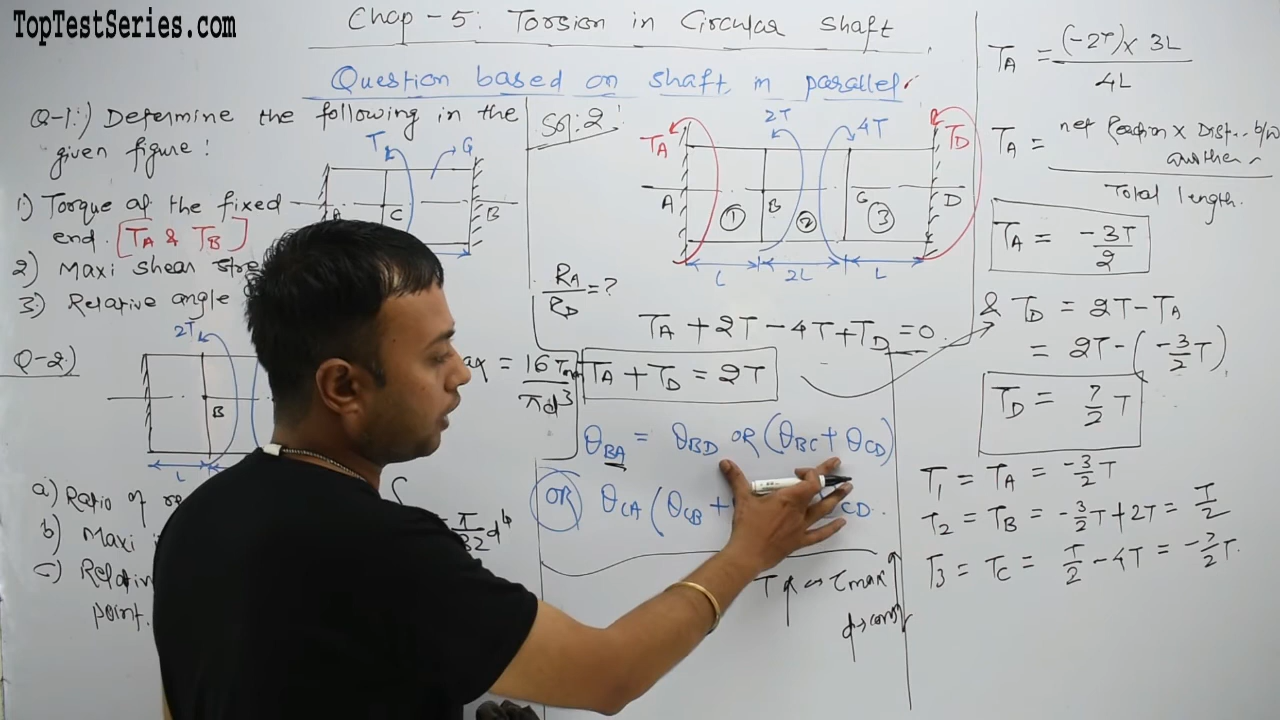 TopTestSeries.com
Chap - 5: Torsion in Circular shaft
Question based on shaft in parallel.
Q-1:) Determine the following in the
given figure:
1) Torque of the fixed
end. [TA & TB]
2) Maxi shear
3) Relative angle
T
G
A
C
B
Q-2)
2T
B
L
a) Ratio of
b) Maxi
c)
point.
= 16 T
πd³
π/32 d⁴
Sol: 2
TA
2T
4T
TD
A
①
B
②
③
D
L
2L
L
RA/RD = ?
TA + 2T - 4T + TD = 0.
TA + TD = 2T
θBA = θBD OR (θBC + θCD)
OR θCA (θCB +
CD.
T ↔ τmax
d → const
TA = (-2T) × 3L / 4L
TA = net Reaction × Dist.
Total length.
TA = -3T/2
& TD = 2T - TA
= 2T - (-3/2 T)
TD = 7/2 T
T1 = TA = -3/2 T
T2 = TB = -3/2 T + 2T = T/2
T3 = TC = T/2 - 4T = -7/2 T.